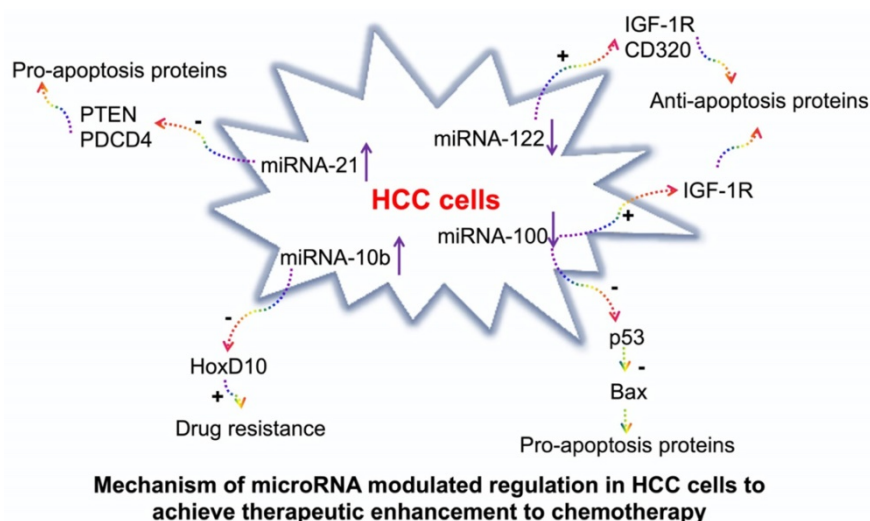 IGF-1R
CD320
+
Pro-apoptosis proteins
Anti-apoptosis proteins
PTEN
PDCD4
-
miRNA-122
miRNA-21
HCC cells
IGF-1R
+
miRNA-100
miRNA-10b
-
-
p53
-
HoxD10
Bax
+
Drug resistance
Pro-apoptosis proteins
Mechanism of microRNA modulated regulation in HCC cells to
achieve therapeutic enhancement to chemotherapy